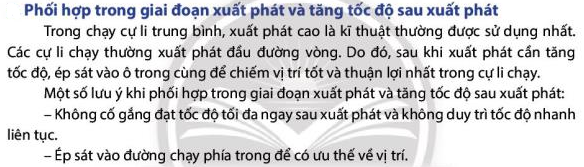 Phối hợp trong giai đoạn xuất phát và tăng tốc độ sau xuất phát
Trong chạy cự li trung bình, xuất phát cao là kĩ thuật thường được sử dụng nhất.
Các cự li chạy thường xuất phát đầu đường vòng. Do đó, sau khi xuất phát cần tăng
tốc độ, ép sát vào ô trong cùng để chiếm vị trí tốt và thuận lợi nhất trong cự li chạy.
Một số lưu ý khi phối hợp trong giai đoạn xuất phát và tăng tốc độ sau xuất phát:
– Không cố gắng đạt tốc độ tối đa ngay sau xuất phát và không duy trì tốc độ nhanh
liên tục.
– Ép sát vào đường chạy phía trong để có ưu thế về vị trí.